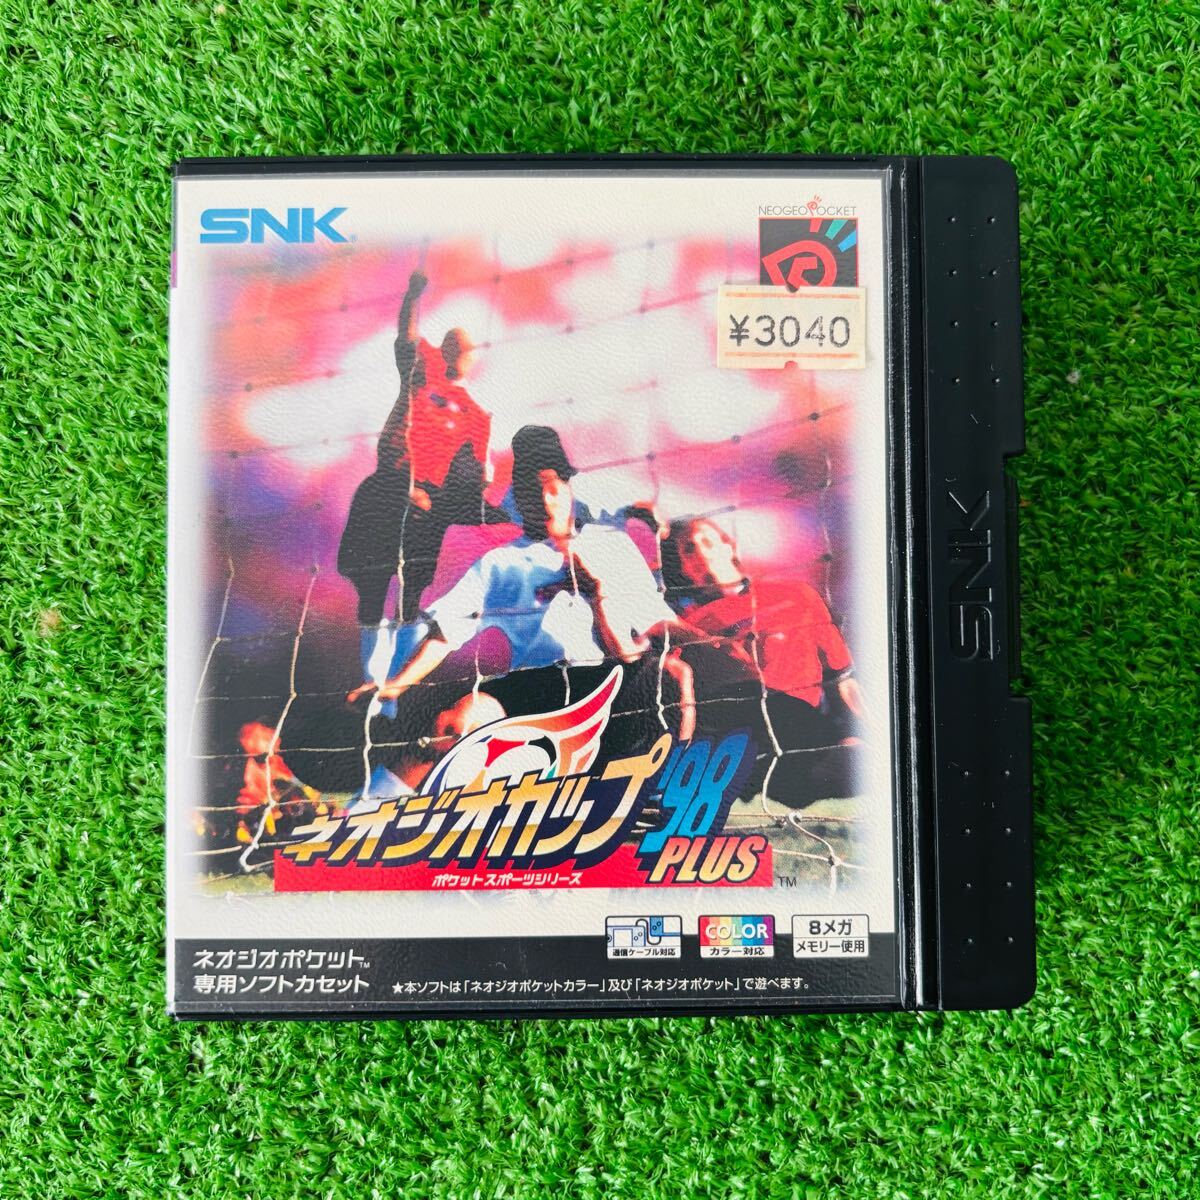 SNK®
NEOGEO POCKET
¥3040
SNK
ネオジオカップ'98
PLUS
ポケットスポーツシリーズ
TM
通信ケーブル対応
COLOR
カラー対応
8メガ
メモリー使用
ネオジオポケット™
専用ソフトカセット
★本ソフトは「ネオジオポケットカラー」及び「ネオジオポケット」で遊べます。